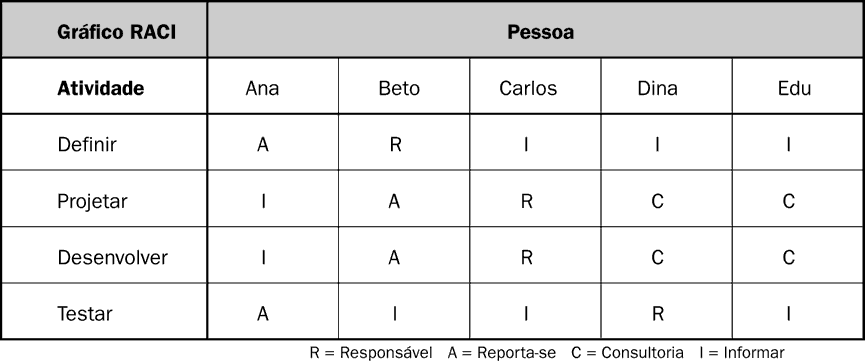 Gráfico RACI Pessoa
Atividade Ana Beto Carlos Dina Edu
Definir A R I I I
Projetar I A R C C
Desenvolver I A R C C
Testar A I I R I
R = Responsável A = Reporta-se C = Consultoria I = Informar